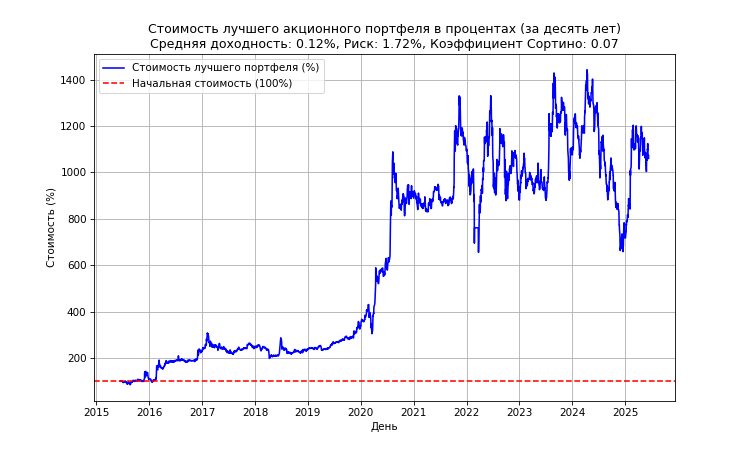 Стоимость лучшего акционного портфеля в процентах (за десять лет)
Средняя доходность: 0.12%, Риск: 1.72%, Коэффициент Сортино: 0.07
Стоимость лучшего портфеля (%)
Начальная стоимость (100%)
Стоимость (%)
1400
1200
1000
800
600
400
200
2015 2016 2017 2018 2019 2020 2021 2022 2023 2024 2025
День